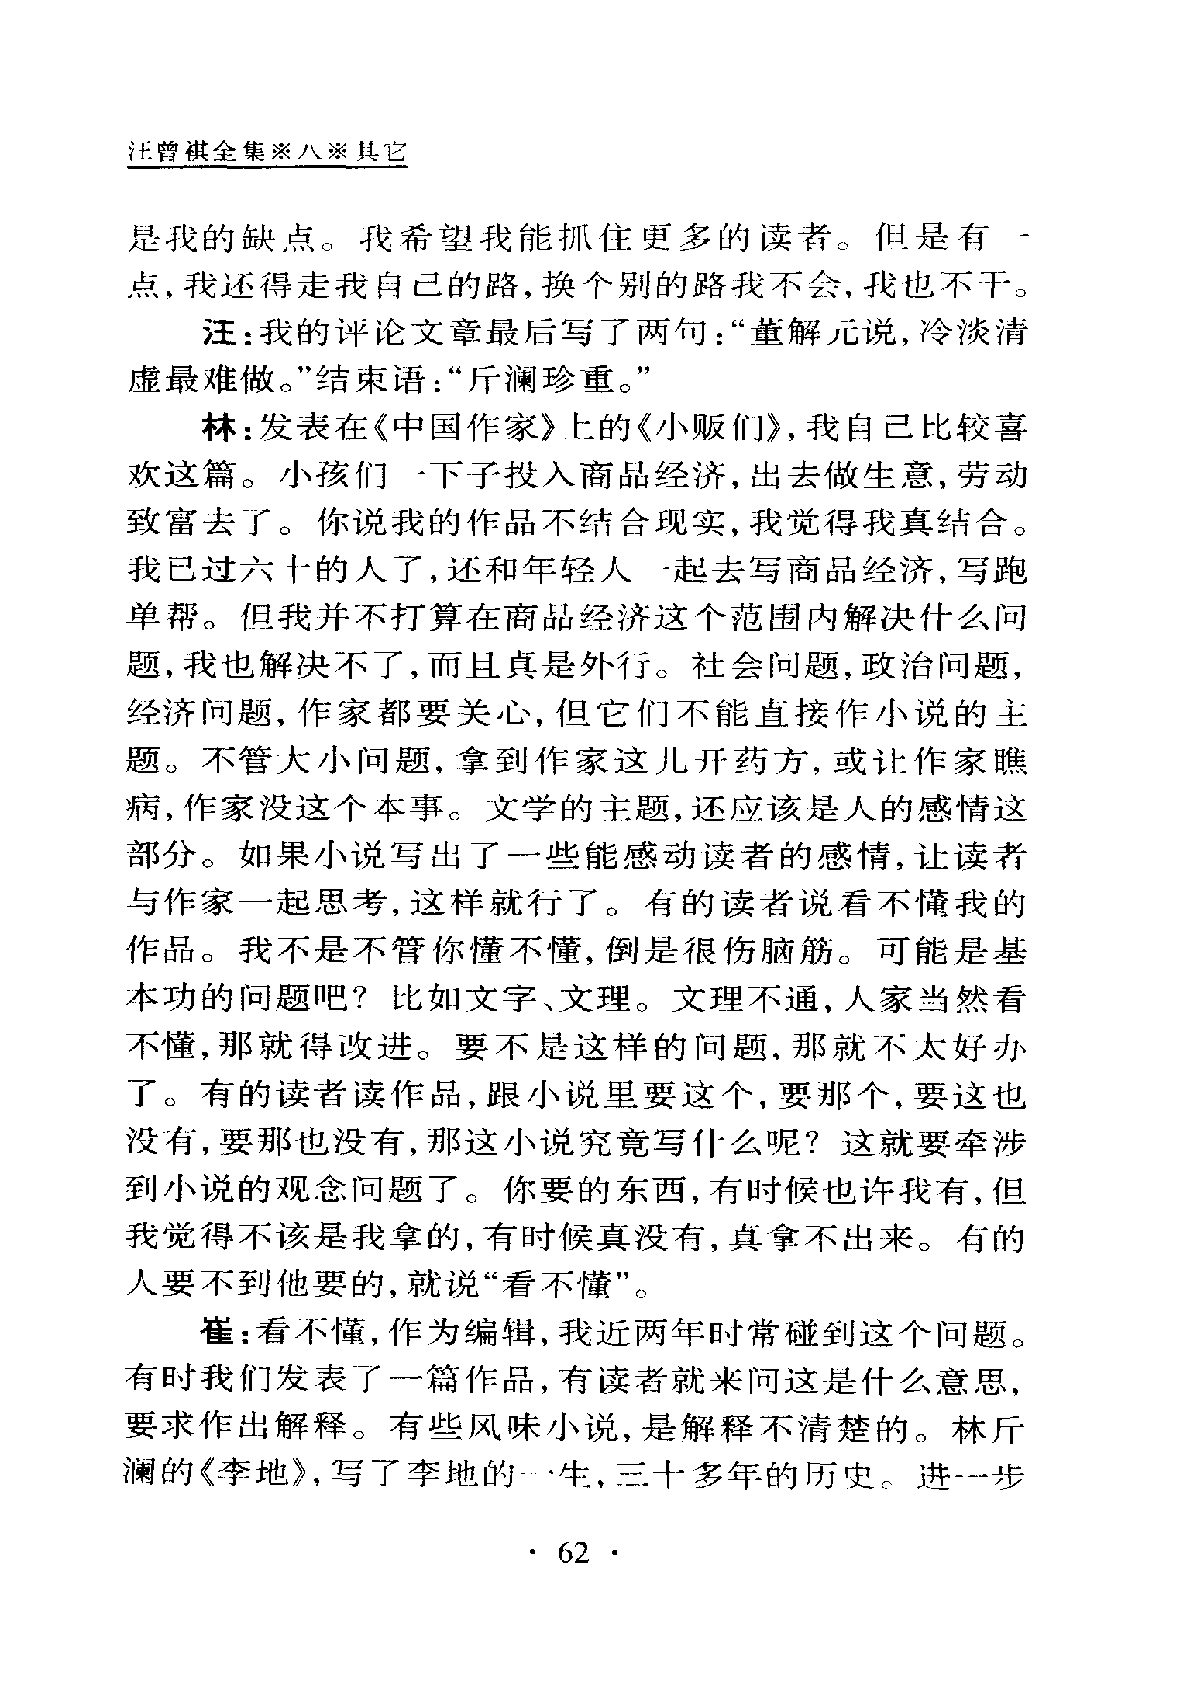 汪曾祺全集※八※其它
是我的缺点。我希望我能抓住更多的读者。但是有一
点,我还得走我自己的路,换个别的路我不会,我也不干。
汪:我的评论文章最后写了两句:“董解元说,冷淡清
虚最难做。”结束语:“斤澜珍重。”
林:发表在《中国作家》上的《小贩们》,我自己比较喜
欢这篇。小孩们一下子投入商品经济,出去做生意,劳动
致富去了。你说我的作品不结合现实,我觉得我真结合。
我已过六十的人了,还和年轻人一起去写商品经济,写跑
单帮。但我并不打算在商品经济这个范围内解决什么问
题,我也解决不了,而且真是外行。社会问题,政治问题,
经济问题,作家都要关心,但它们不能直接作小说的主
题。不管大小问题,拿到作家这儿开药方,或让作家瞧
病,作家没这个本事。文学的主题,还应该是人的感情这
部分。如果小说写出了一些能感动读者的感情,让读者
与作家一起思考,这样就行了。有的读者说看不懂我的
作品。我不是不管你懂不懂,倒是很伤脑筋。可能是基
本功的问题吧?比如文字、文理。文理不通,人家当然看
不懂,那就得改进。要不是这样的问题,那就不太好办
了。有的读者读作品,跟小说里要这个,要那个,要这也
没有,要那也没有,那这小说究竟写什么呢?这就要牵涉
到小说的观念问题了。你要的东西,有时候也许我有,但
我觉得不该是我拿的,有时候真没有,真拿不出来。有的
人要不到他要的,就说“看不懂”。
崔:看不懂,作为编辑,我近两年时常碰到这个问题。
有时我们发表了一篇作品,有读者就来问这是什么意思,
要求作出解释。有些风味小说,是解释不清楚的。林斤
澜的《李地》,写了李地的一生,三十多年的历史。进一步
· 62 ·